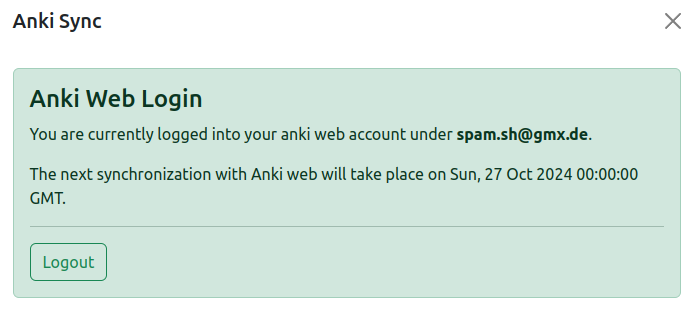 Anki Sync
Anki Web Login
You are currently logged into your anki web account under spam.sh@gmx.de.
The next synchronization with Anki web will take place on Sun, 27 Oct 2024 00:00:00
GMT.
Logout